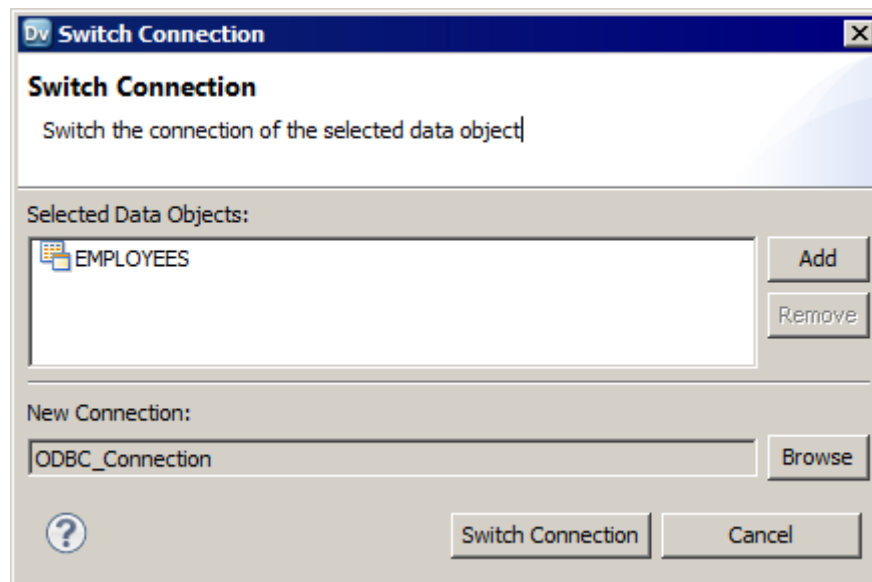 Dv Switch Connection
Switch Connection
Switch the connection of the selected data object
Selected Data Objects:
EMPLOYEES
Add
Remove
New Connection:
ODBC_Connection
Browse
?
Switch Connection
Cancel